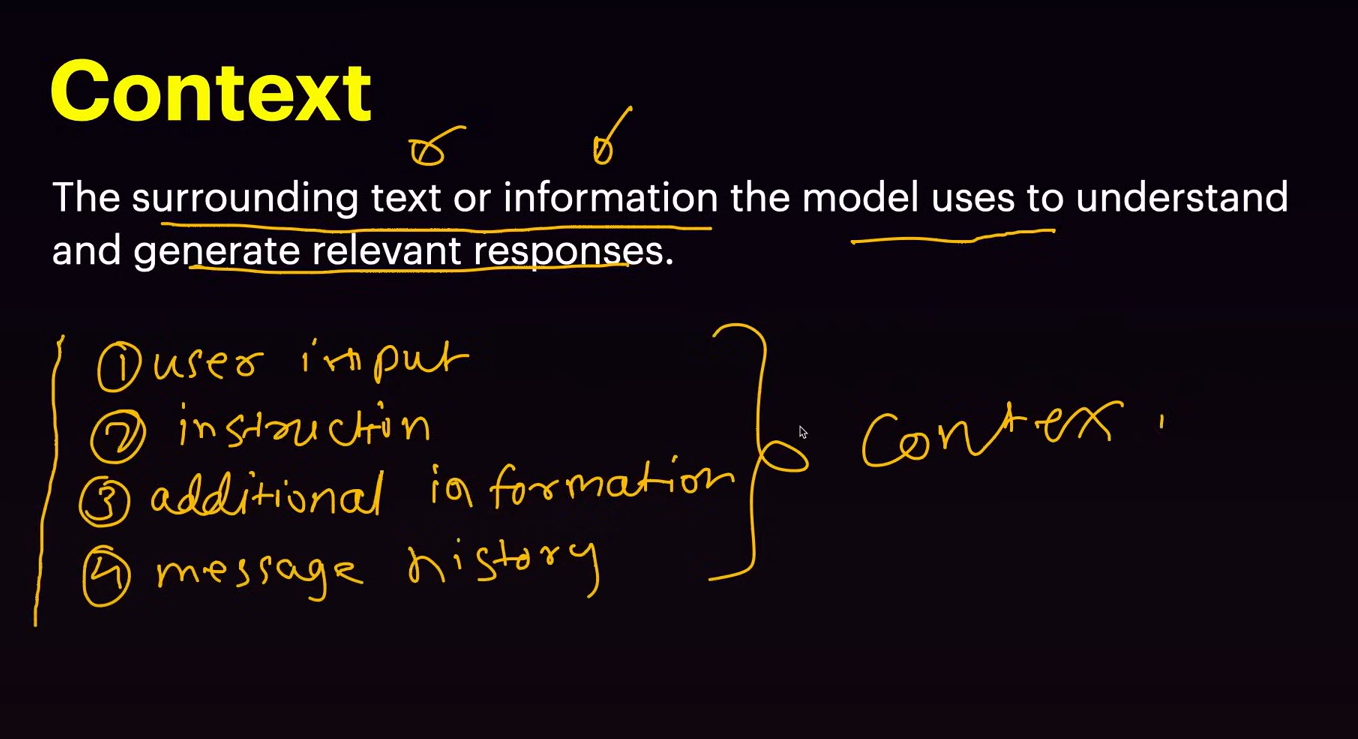 Context
The surrounding text or information the model uses to understand
and generate relevant responses.
① user input
② instruction
③ additional information
④ message history
Contex